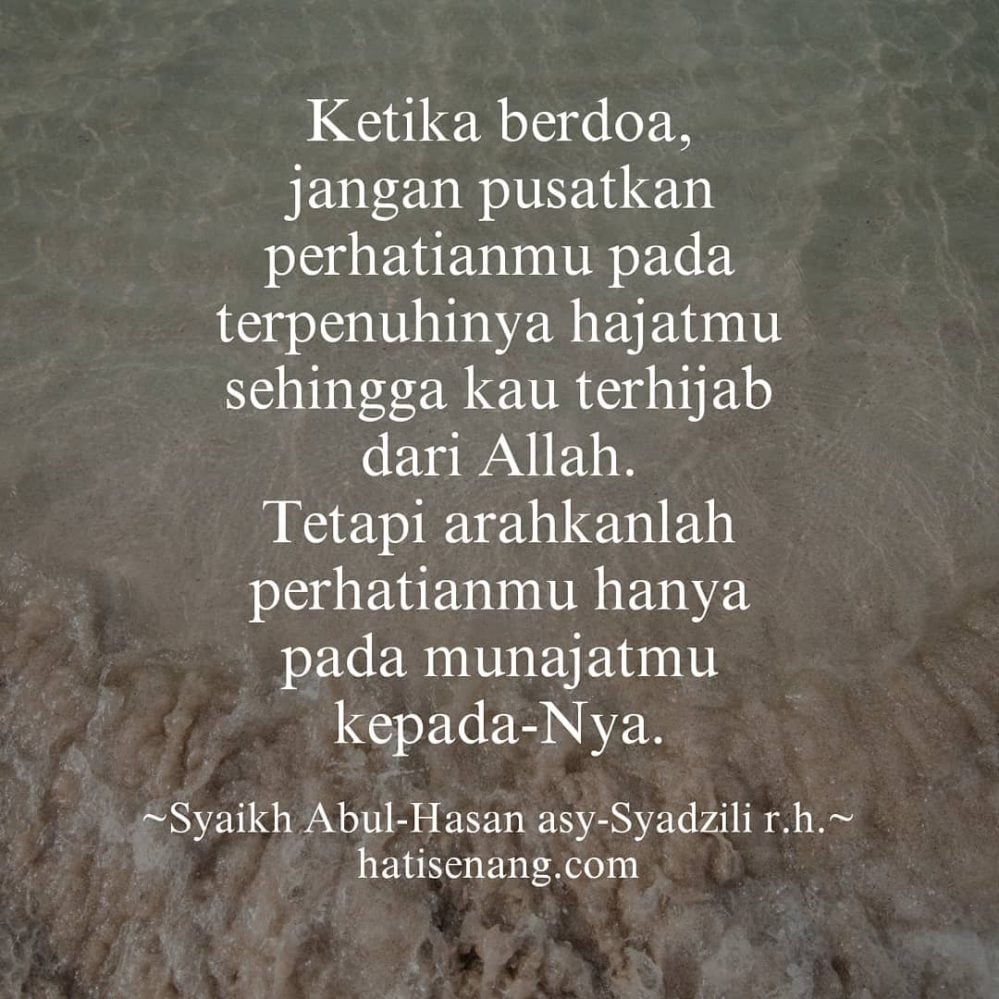 Ketika berdoa,
jangan pusatkan
perhatianmu pada
terpenuhinya hajatmu
sehingga kau terhijab
dari Allah.
Tetapi arahkanlah
perhatianmu hanya
pada munajatmu
kepada-Nya.
~Syaikh Abul-Hasan asy-Syadzili r.h.~
hatisenang.com